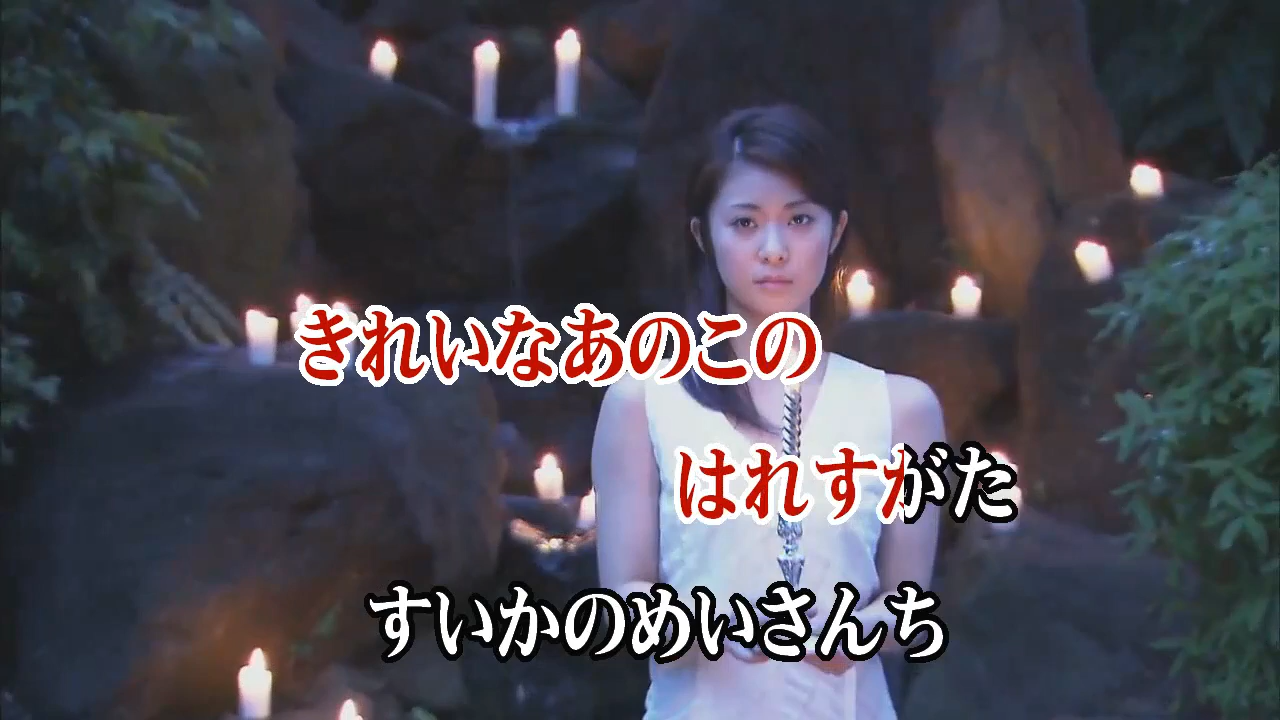 きれいなあのこの
はれすがた
すいかのめいさんち